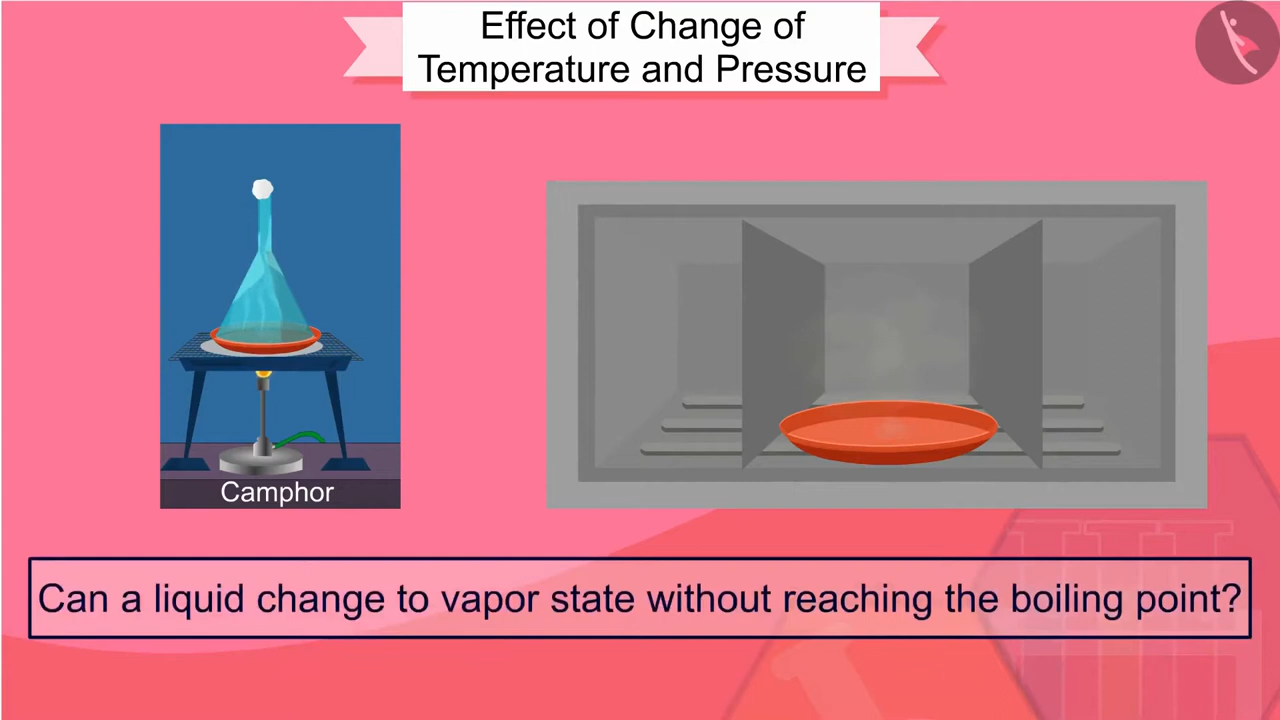 Effect of Change of
Temperature and Pressure
Camphor
Can a liquid change to vapor state without reaching the boiling point?